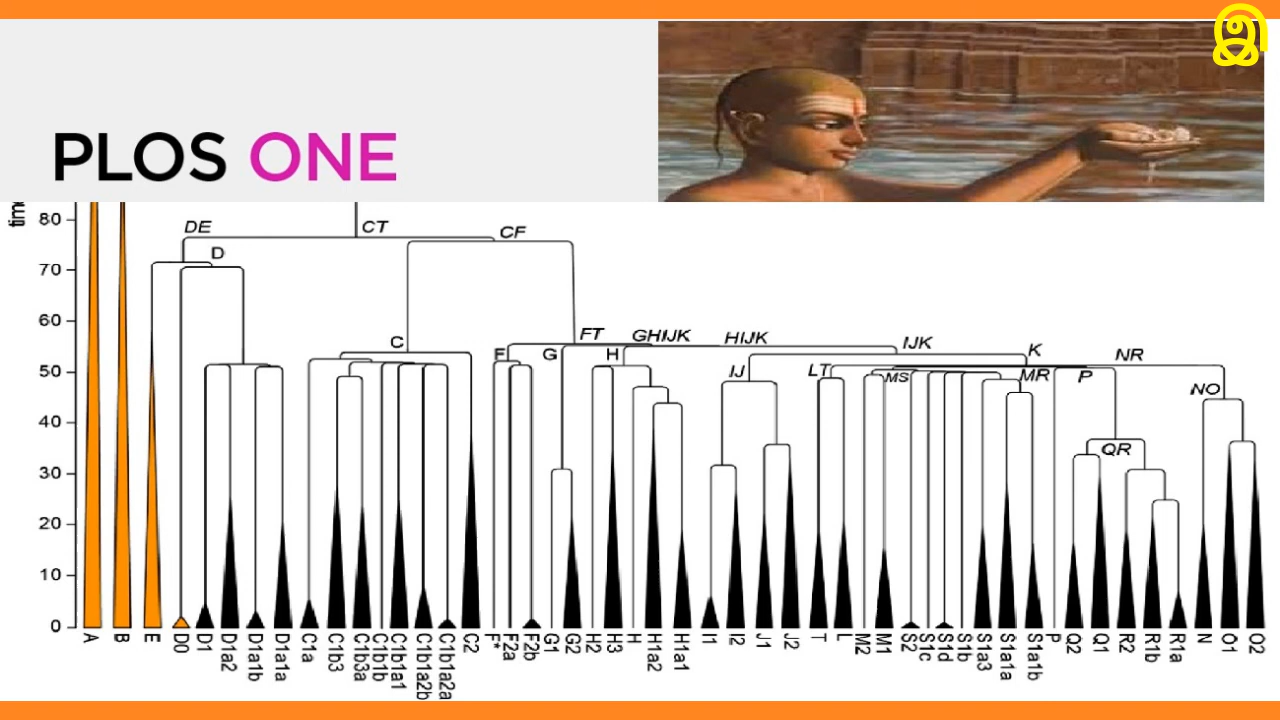 இ
PLOS ONE
80
DE
CT
CF
D
70
60
FT
GHIJK
HIJK
IJK
C
F
G
H
K
NR
50
IJ
LT
MS
MR
P
NO
40
QR
30
20
10
0
A
B
E
D0
D1
D1a2
D1a1b
D1a1a
C1a
C1b3
C1b3a
C1b1b
C1b1a1
C1b1a2b
C1b1a2a
C2
F*
F2a
F2b
G1
G2
H2
H3
H
H1a2
H1a1
I1
I2
J1
J2
T
L
M2
M1
S2
S1c
S1d
S1b
S1a3
S1a1a
S1a1b
P
Q2
Q1
R2
R1b
R1a
N
O1
O2